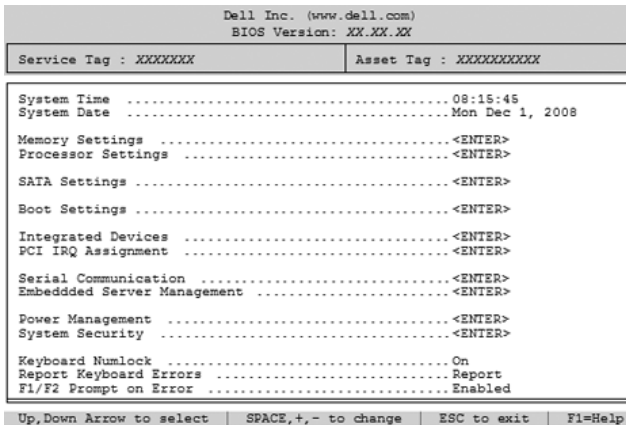 Dell Inc. (www.dell.com)
BIOS Version: XX.XX.XX
Service Tag : XXXXXXX | Asset Tag : XXXXXXXXXX
System Time ........................................ 08:15:45
System Date ........................................ Mon Dec 1, 2008
Memory Settings ...................................... <ENTER>
Processor Settings ................................. <ENTER>
SATA Settings ....................................... <ENTER>
Boot Settings ....................................... <ENTER>
Integrated Devices ................................. <ENTER>
PCI IRQ Assignment ................................. <ENTER>
Serial Communication ............................... <ENTER>
Embeddded Server Management ........................ <ENTER>
Power Management ................................... <ENTER>
System Security .................................... <ENTER>
Keyboard Numlock ................................... On
Report Keyboard Errors ............................. Report
F1/F2 Prompt on Error .............................. Enabled
Up,Down Arrow to select | SPACE,+,- to change | ESC to exit | F1=Help